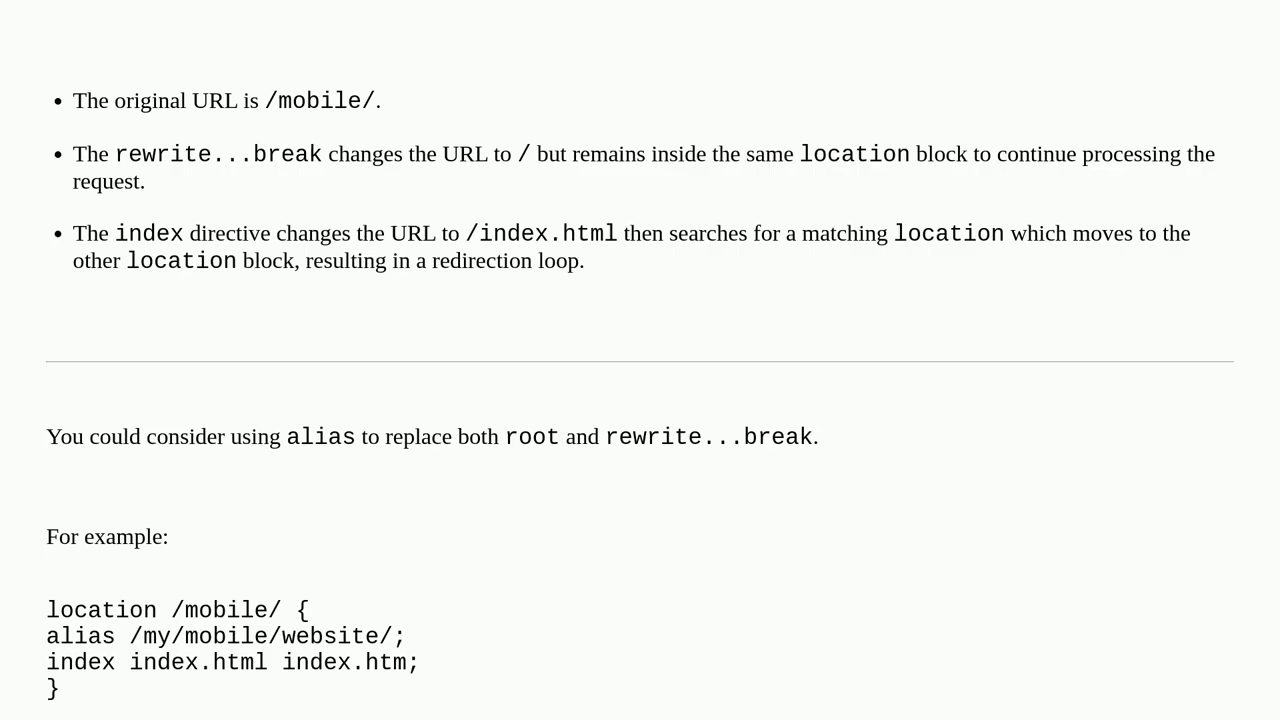 • The original URL is /mobile/.
• The rewrite...break changes the URL to / but remains inside the same location block to continue processing the
request.
• The index directive changes the URL to /index.html then searches for a matching location which moves to the
other location block, resulting in a redirection loop.
You could consider using alias to replace both root and rewrite...break.
For example:
location /mobile/ {
alias /my/mobile/website/;
index index.html index.htm;
}